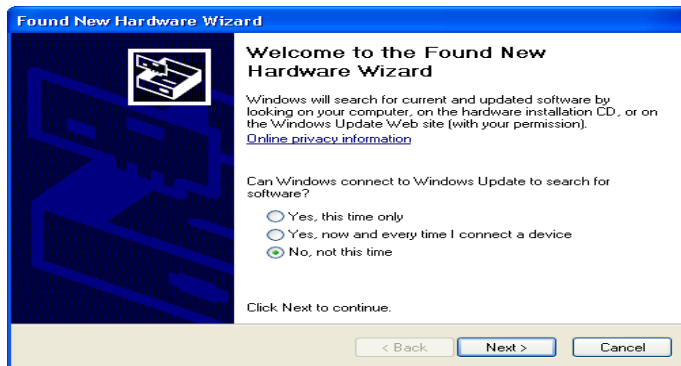 Found New Hardware Wizard
Welcome to the Found New
Hardware Wizard
Windows will search for current and updated software by
looking on your computer, on the hardware installation CD, or on
the Windows Update Web site (with your permission).
Online privacy information
Can Windows connect to Windows Update to search for
software?
Yes, this time only
Yes, now and every time I connect a device
No, not this time
Click Next to continue.
< Back
Next >
Cancel